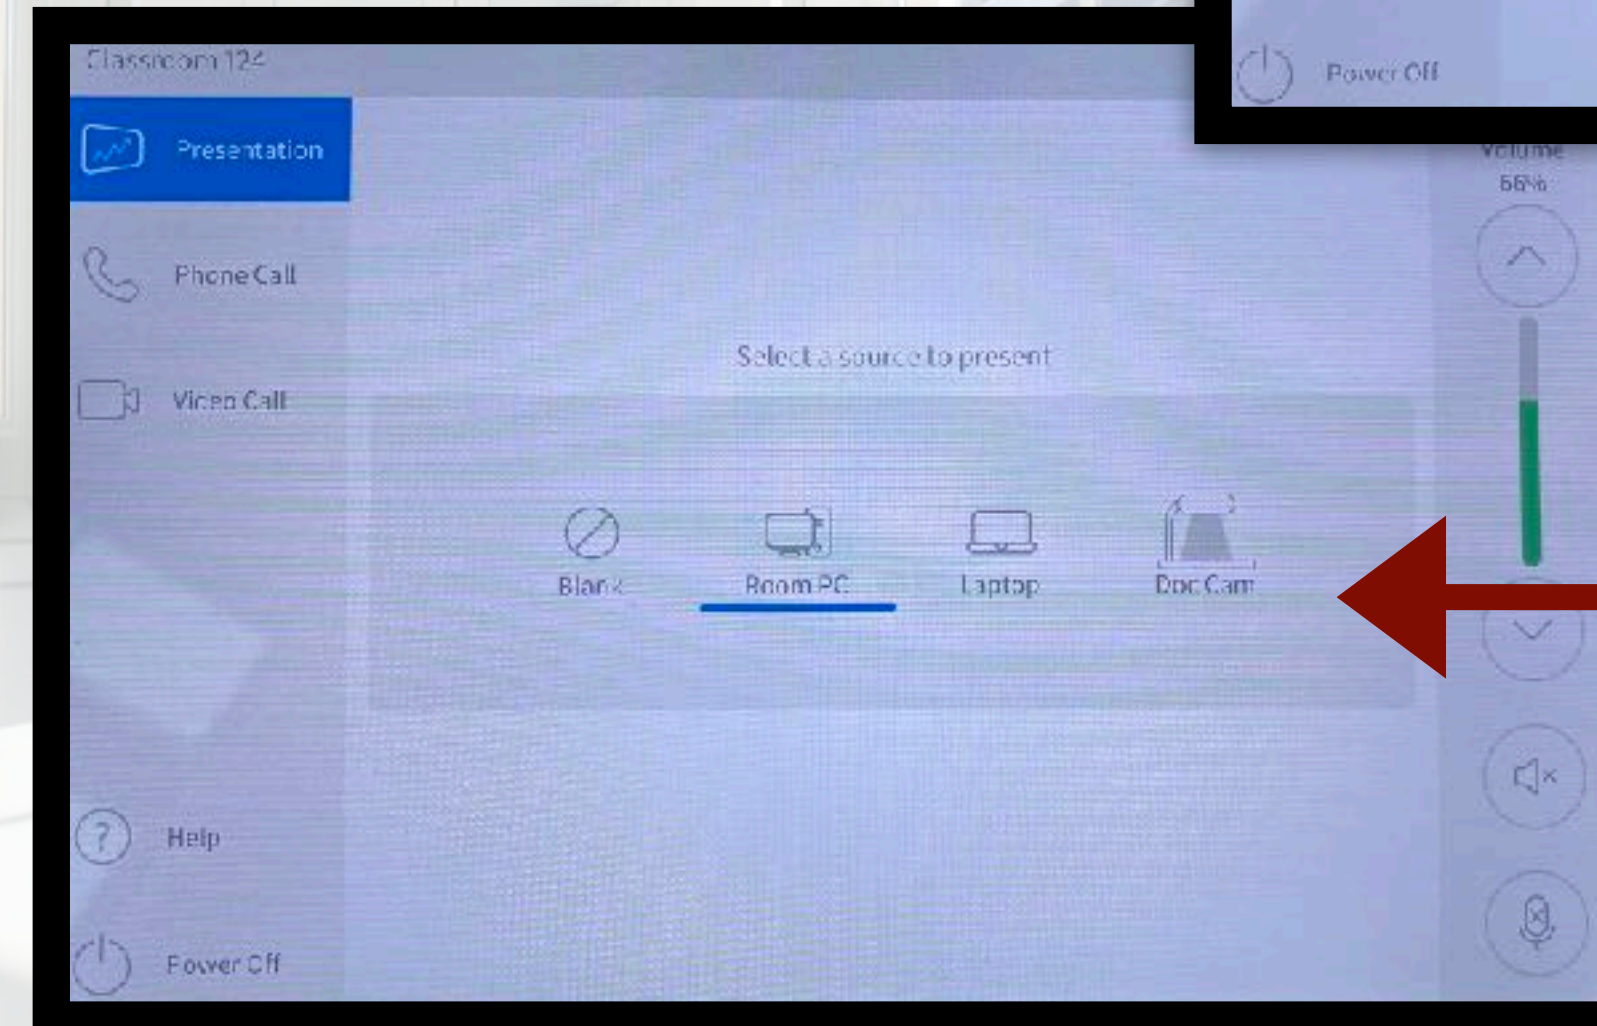 Power Off
Classroom 124
Presentation
Phone Call
Video Call
Help
Power Off
Select a source to present
Blank
Room PC
Laptop
Doc Cam
Volume
66%